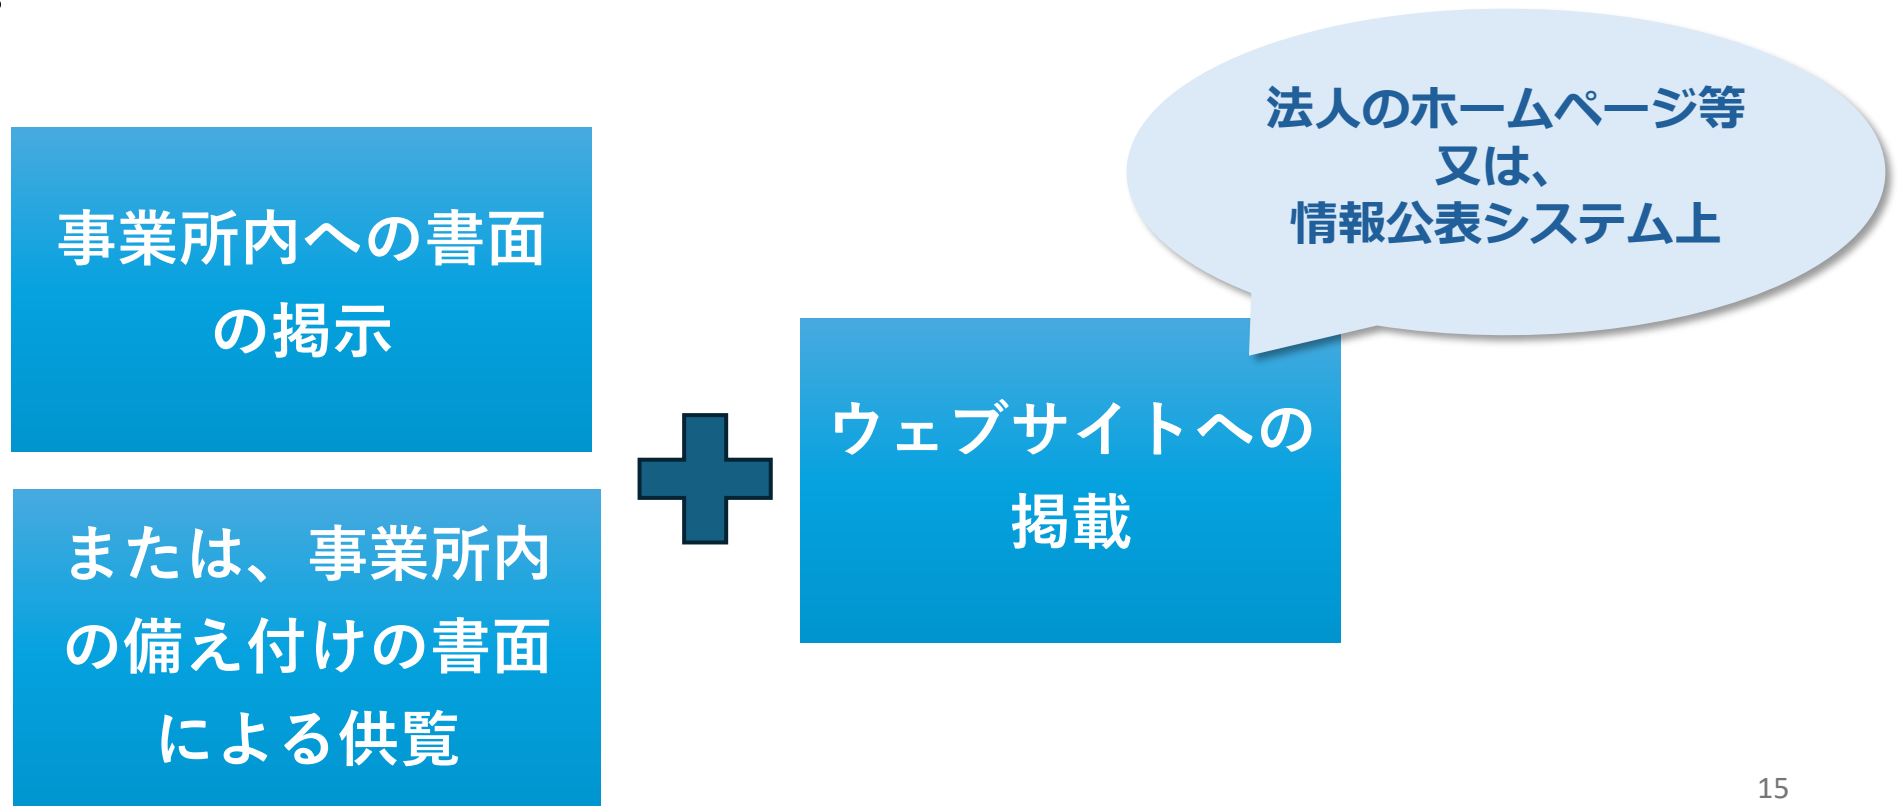 事業所内への書面
の掲示
または、事業所内
の備え付けの書面
による供覧
ウェブサイトへの
掲載
法人のホームページ等
又は、
情報公表システム上
15